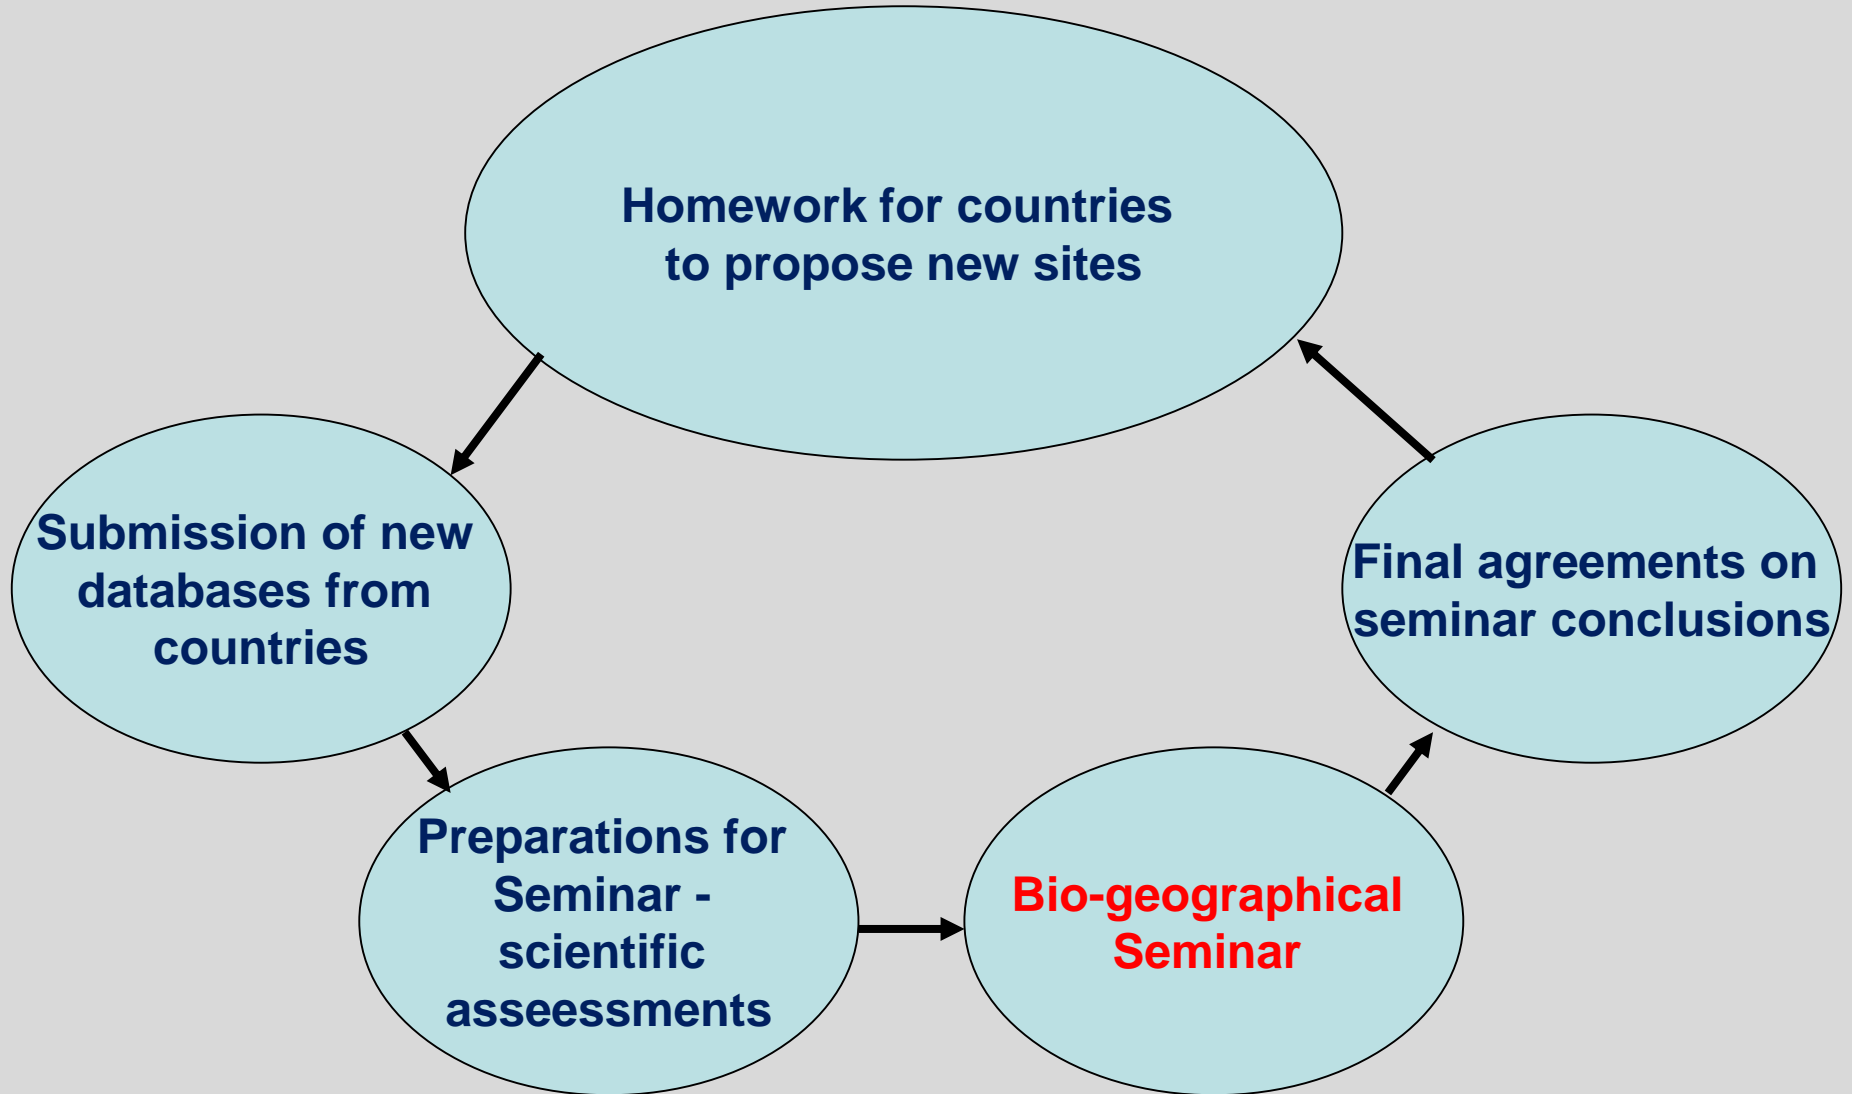 Homework for countries
to propose new sites
Submission of new
databases from
countries
Final agreements on
seminar conclusions
Preparations for
Seminar -
scientific
asseessments
Bio-geographical
Seminar